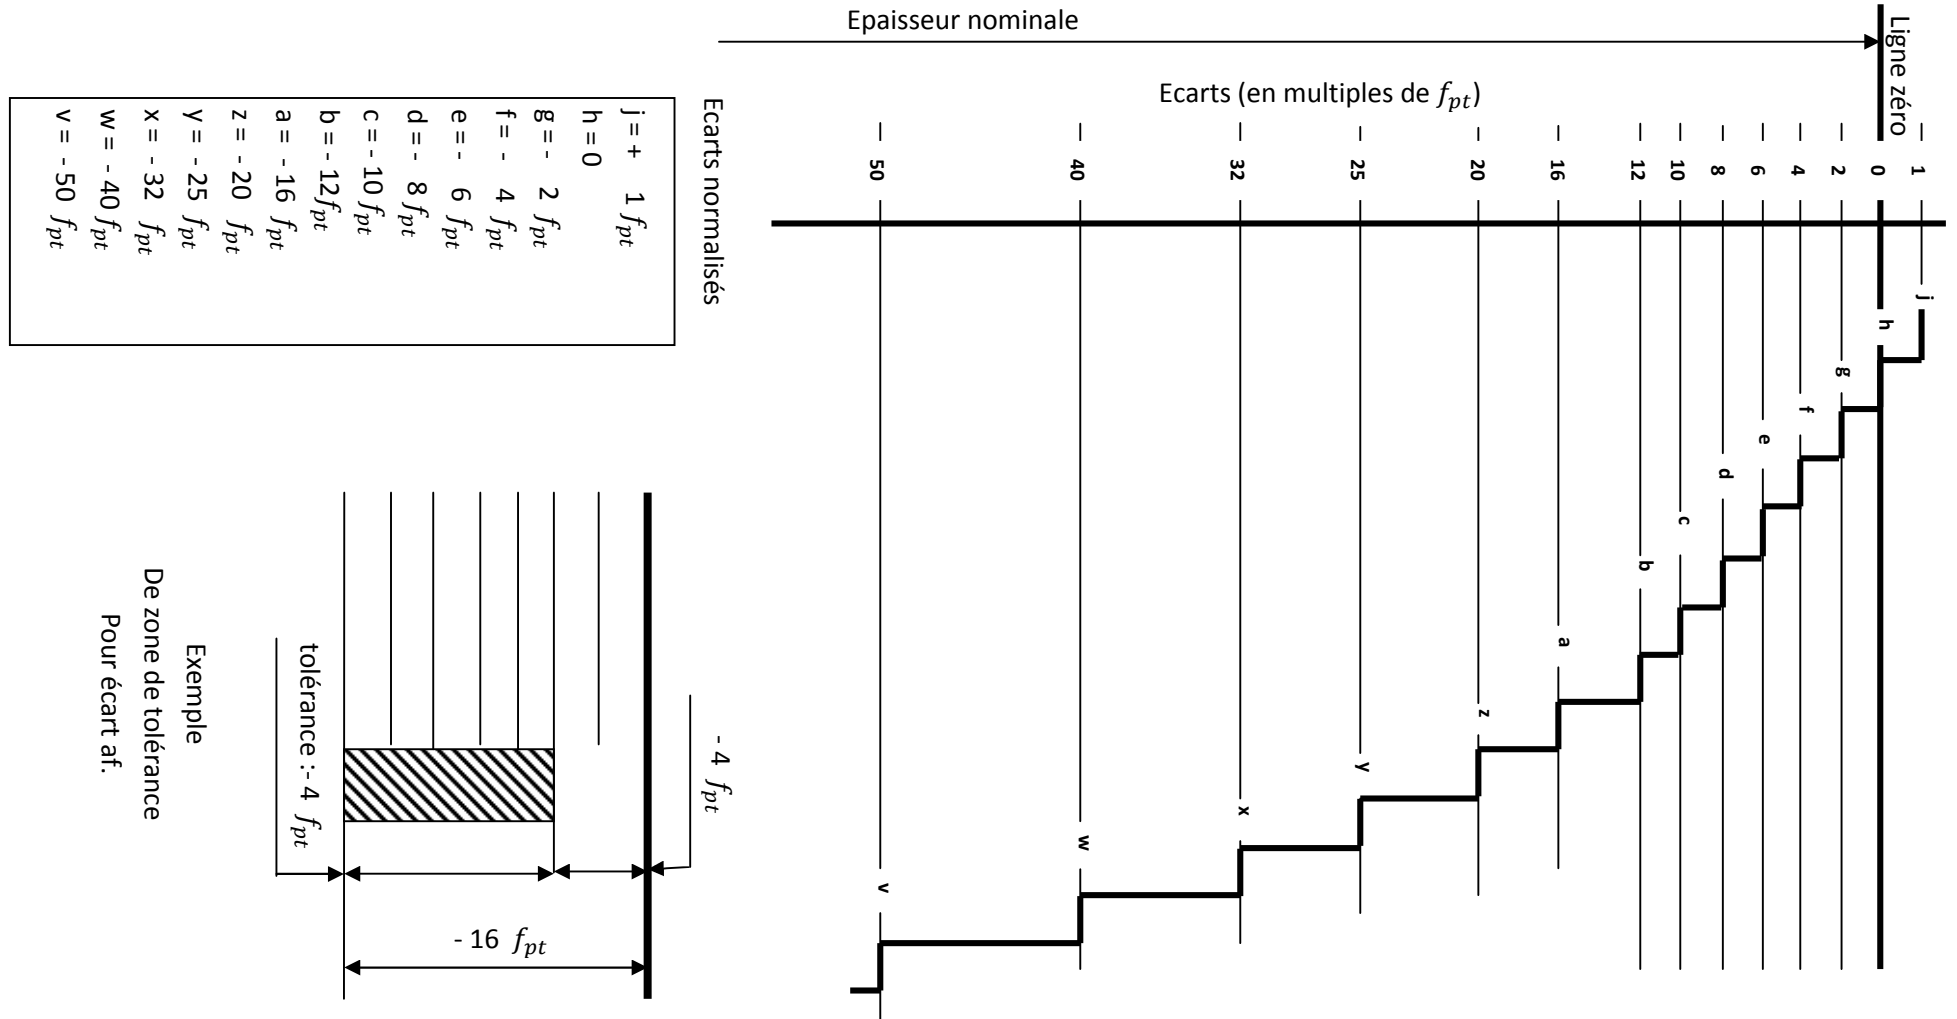 Epaisseur nominale
Ligne zéro
Ecarts (en multiples de f_pt)
50
40
32
25
20
16
12
10
8
6
4
2
0
1
j
h
g
f
e
d
c
b
a
z
y
x
w
v
Ecarts normalisés
j = + 1 f_pt
h = 0
g = - 2 f_pt
f = - 4 f_pt
e = - 6 f_pt
d = - 8 f_pt
c = - 10 f_pt
b = - 12 f_pt
a = - 16 f_pt
z = - 20 f_pt
y = - 25 f_pt
x = - 32 f_pt
w = - 40 f_pt
v = - 50 f_pt
- 4 f_pt
tolérance :- 4 f_pt
- 16 f_pt
Exemple
De zone de tolérance
Pour écart af.